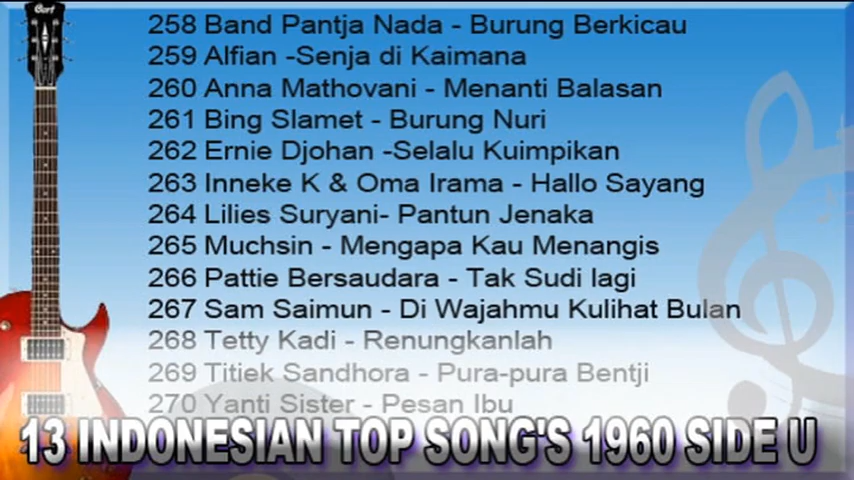 Cort
258 Band Pantja Nada - Burung Berkicau
259 Alfian -Senja di Kaimana
260 Anna Mathovani - Menanti Balasan
261 Bing Slamet - Burung Nuri
262 Ernie Djohan -Selalu Kuimpikan
263 Inneke K & Oma Irama - Hallo Sayang
264 Lilies Suryani- Pantun Jenaka
265 Muchsin - Mengapa Kau Menangis
266 Pattie Bersaudara - Tak Sudi lagi
267 Sam Saimun - Di Wajahmu Kulihat Bulan
268 Tetty Kadi - Renungkanlah
269 Titiek Sandhora - Pura-pura Bentji
270 Yanti Sister - Pesan Ibu
13 INDONESIAN TOP SONG'S 1960 SIDE U